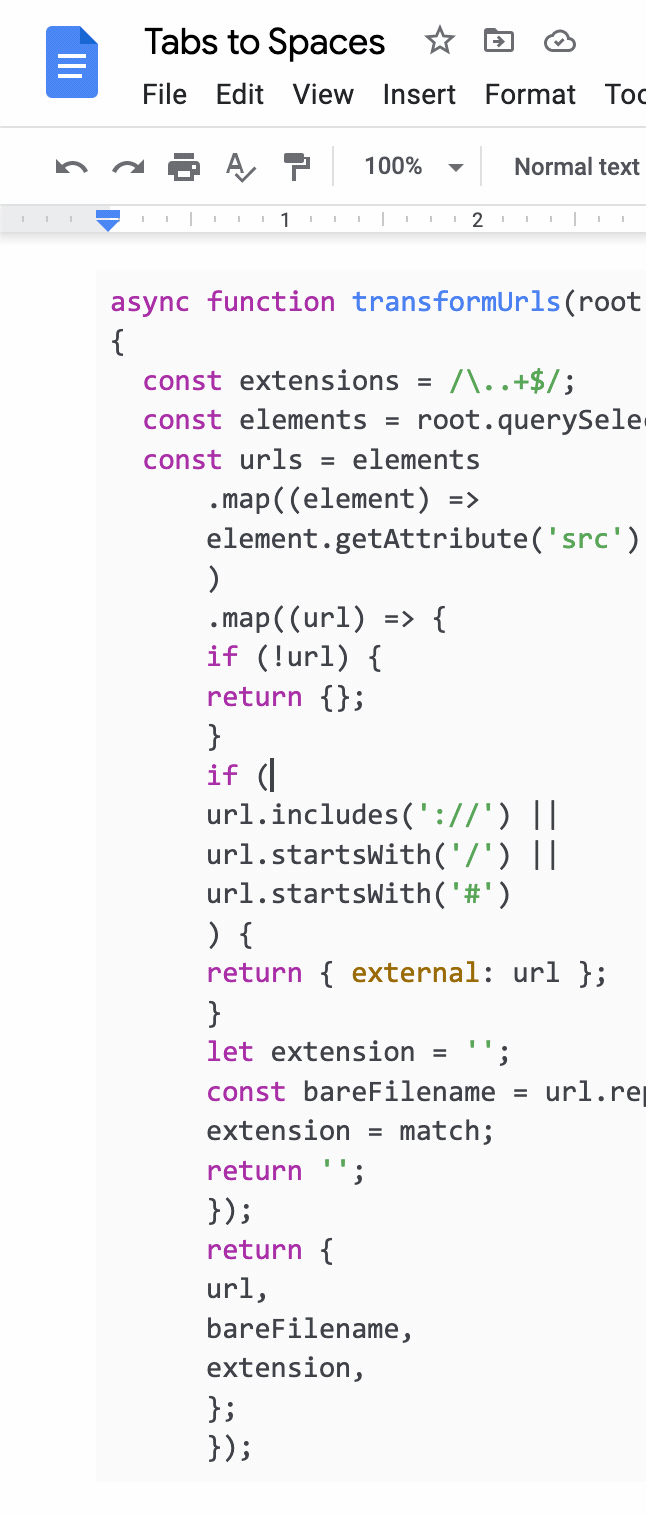 Tabs to Spaces
File Edit View Insert Format
100% Normal text
1 2
async function transformUrls(root
{
const extensions = /\..+$/;
const elements = root.querySele
const urls = elements
.map((element) =>
element.getAttribute('src')
)
.map((url) => {
if (!url) {
return {};
}
if (
url.includes('://') ||
url.startsWith('/') ||
url.startsWith('#')
) {
return { external: url };
}
let extension = '';
const bareFilename = url.rep
extension = match;
return '';
});
return {
url,
bareFilename,
extension,
};
});